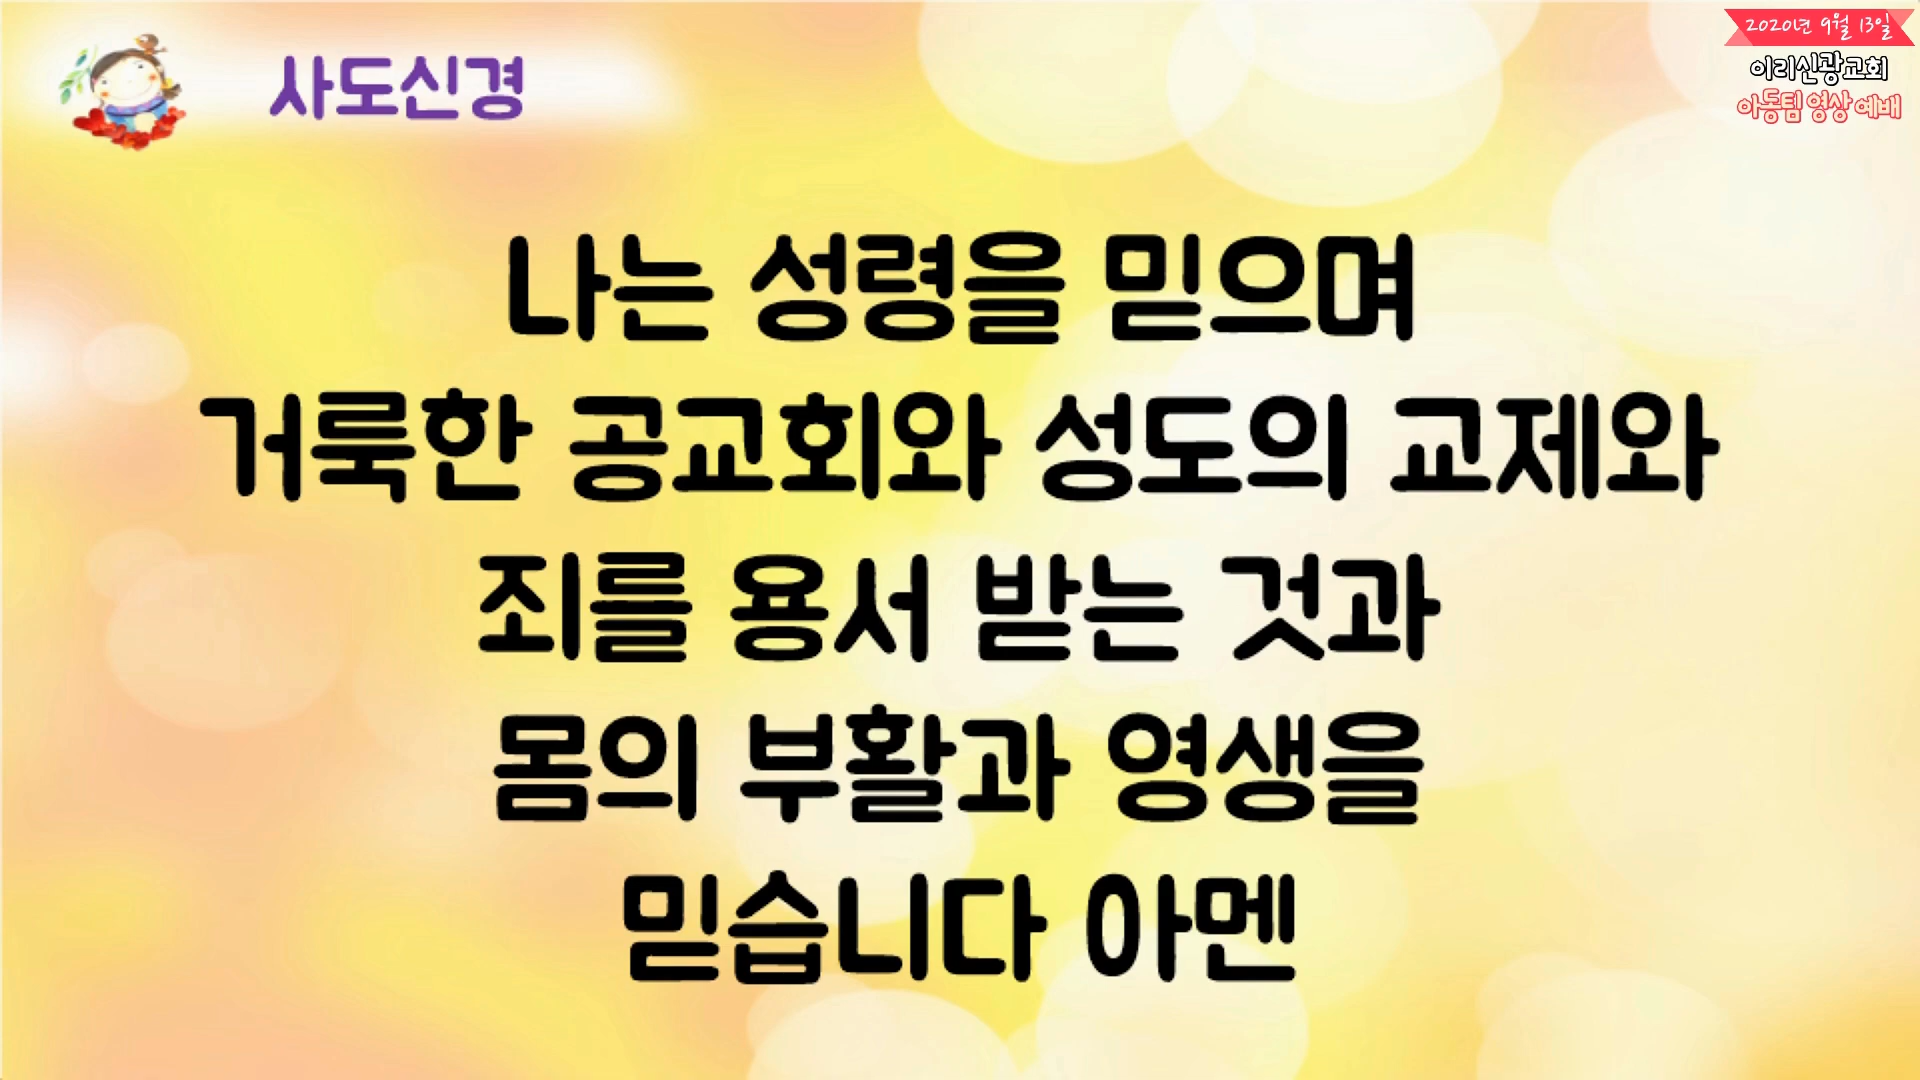 사도신경
2020년 9월 13일
이리신광교회
아동팀 영상 예배
나는 성령을 믿으며
거룩한 공교회와 성도의 교제와
죄를 용서 받는 것과
몸의 부활과 영생을
믿습니다 아멘